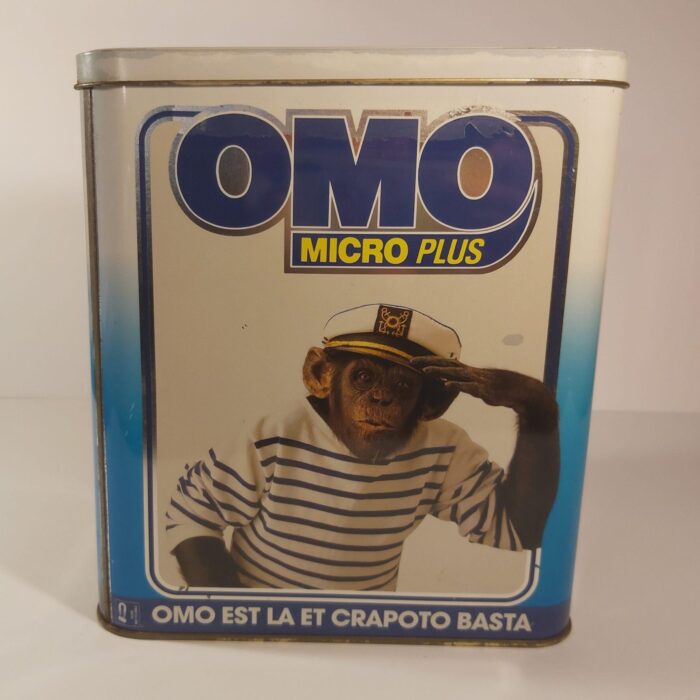 OMO
MICRO PLUS
OMO EST LA ET CRAPOTO BASTA